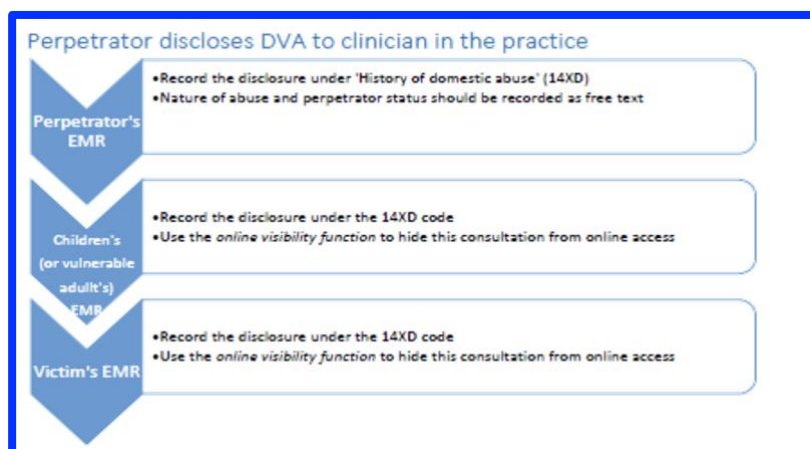 Perpetrator discloses DVA to clinician in the practice
Perpetrator's
EMR
•Record the disclosure under 'History of domestic abuse' (14XD)
•Nature of abuse and perpetrator status should be recorded as free text
Children's
(or vulnerable
adult's)
EMR
•Record the disclosure under the 14XD code
•Use the online visibility function to hide this consultation from online access
Victim's EMR
•Record the disclosure under the 14XD code
•Use the online visibility function to hide this consultation from online access